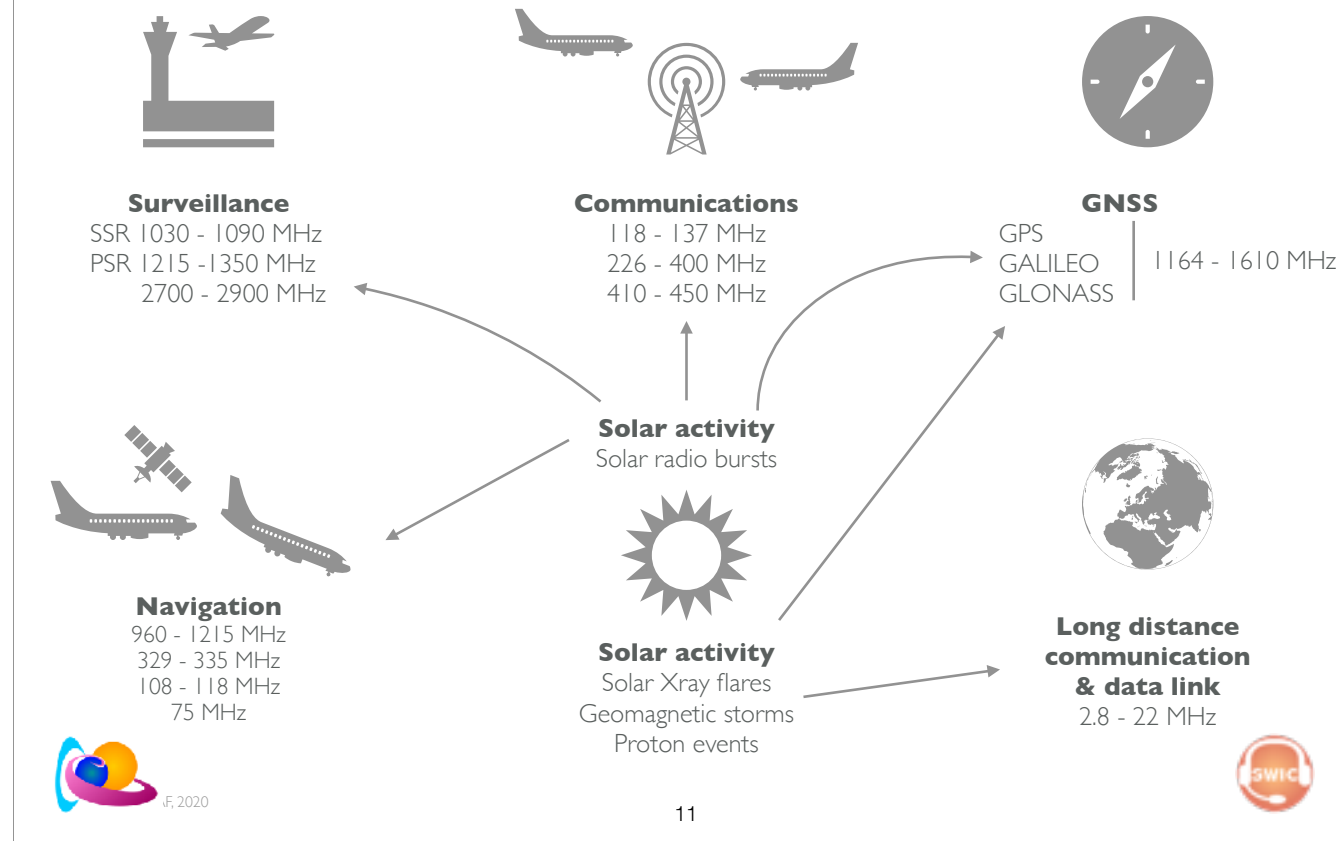 Surveillance
SSR 1030 - 1090 MHz
PSR 1215 -1350 MHz
2700 - 2900 MHz
Communications
118 - 137 MHz
226 - 400 MHz
410 - 450 MHz
GNSS
GPS
GALILEO
GLONASS
1164 - 1610 MHz
Solar activity
Solar radio bursts
Navigation
960 - 1215 MHz
329 - 335 MHz
108 - 118 MHz
75 MHz
Solar activity
Solar Xray flares
Geomagnetic storms
Proton events
Long distance
communication
& data link
2.8 - 22 MHz
2020
11
SWIC